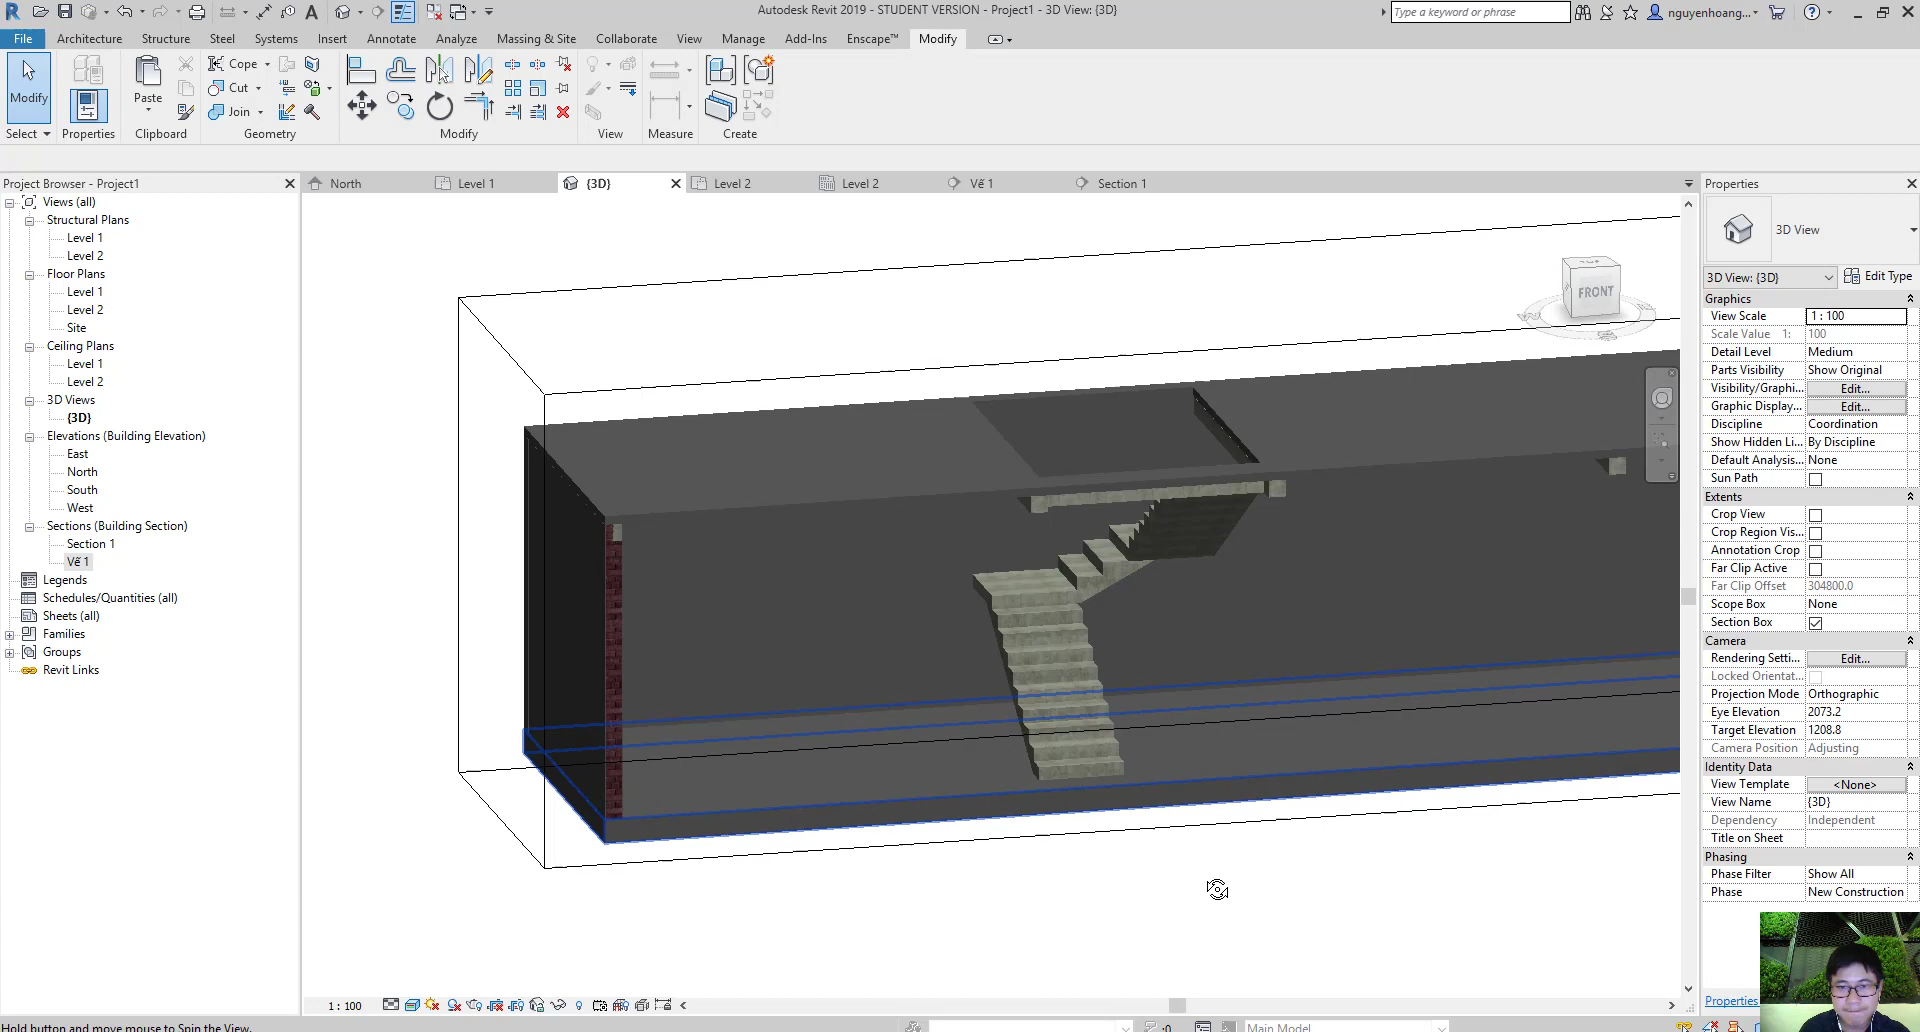 Autodesk Revit 2019 - STUDENT VERSION - Project1 - 3D View: {3D}
Type a keyword or phrase
nguyenhoang...
File Architecture Structure Steel Systems Insert Annotate Analyze Massing & Site Collaborate View Manage Add-Ins Enscape™ Modify
Cope
Cut
Join
Modify
Paste
Select Properties Clipboard Geometry Modify View Measure Create
Project Browser - Project1
North Level 1 {3D} Level 2 Level 2 Vẽ 1 Section 1
Views (all)
Structural Plans
Level 1
Level 2
Floor Plans
Level 1
Level 2
Site
Ceiling Plans
Level 1
Level 2
3D Views
{3D}
Elevations (Building Elevation)
East
North
South
West
Sections (Building Section)
Section 1
Vẽ 1
Legends
Schedules/Quantities (all)
Sheets (all)
Families
Groups
Revit Links
TOP
FRONT
Properties
3D View
3D View: {3D} Edit Type
Graphics
View Scale 1 : 100
Scale Value 1: 100
Detail Level Medium
Parts Visibility Show Original
Visibility/Graphi... Edit...
Graphic Display... Edit...
Discipline Coordination
Show Hidden Li... By Discipline
Default Analysis... None
Sun Path
Extents
Crop View
Crop Region Vis...
Annotation Crop
Far Clip Active
Far Clip Offset 304800.0
Scope Box None
Section Box
Camera
Rendering Setti... Edit...
Locked Orientat...
Projection Mode Orthographic
Eye Elevation 2073.2
Target Elevation 1208.8
Camera Position Adjusting
Identity Data
View Template <None>
View Name {3D}
Dependency Independent
Title on Sheet
Phasing
Phase Filter Show All
Phase New Construction
Properties
1 : 100
Hold button and move mouse to Spin the View.
:0
Main Model